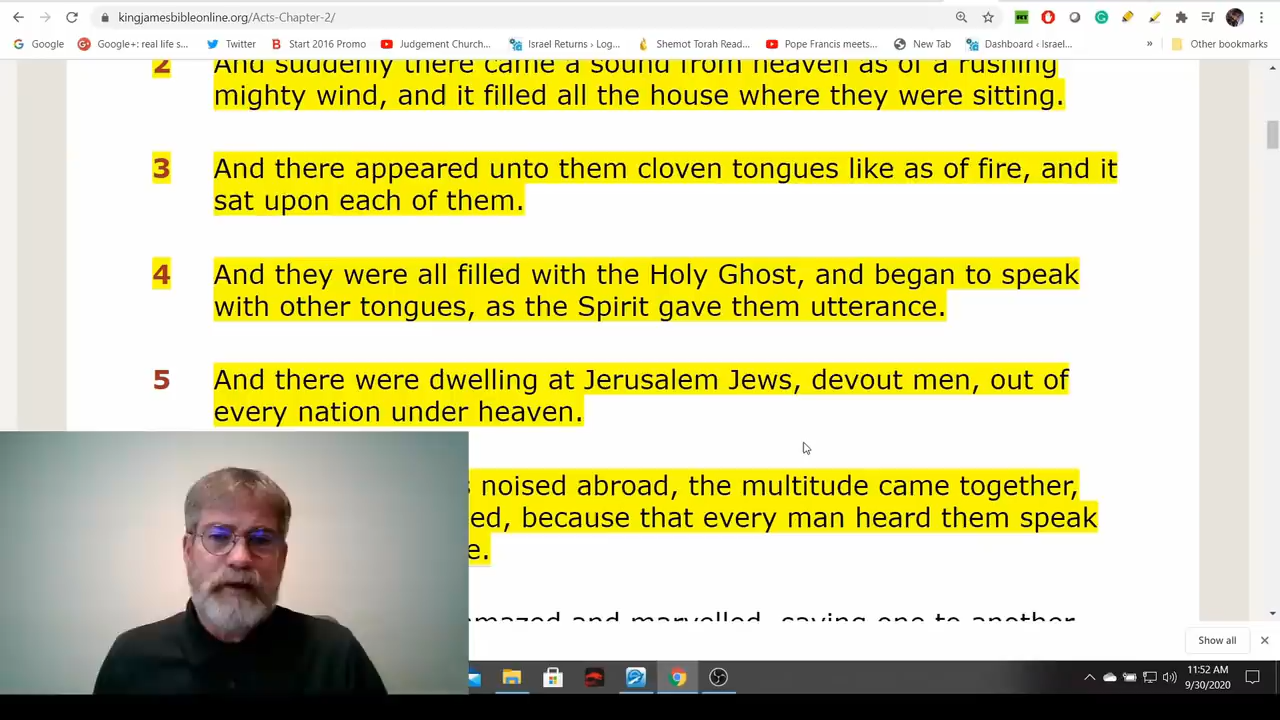 kingjamesbibleonline.org/Acts-Chapter-2/
Google Google+: real life s... Twitter Start 2016 Promo Judgement Church... Israel Returns › Log... Shemot Torah Read... Pope Francis meets... New Tab Dashboard ‹ Israel... » Other bookmarks
2 And suddenly there came a sound from heaven as of a rushing
mighty wind, and it filled all the house where they were sitting.
3 And there appeared unto them cloven tongues like as of fire, and it
sat upon each of them.
4 And they were all filled with the Holy Ghost, and began to speak
with other tongues, as the Spirit gave them utterance.
5 And there were dwelling at Jerusalem Jews, devout men, out of
every nation under heaven.
noised abroad, the multitude came together,
ed, because that every man heard them speak
e.
mazed and marvelled, saying one to another,
Show all
11:52 AM
9/30/2020